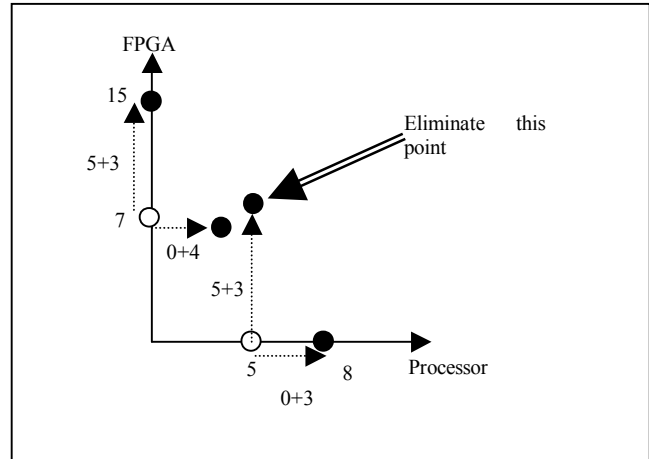 FPGA
15
Eliminate this
point
5+3
7
0+4
5+3
5
8
Processor
0+3